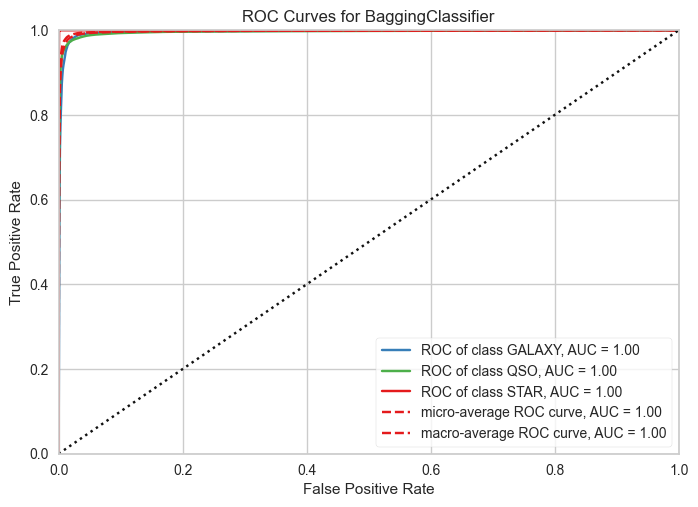 ROC Curves for BaggingClassifier
1.0
0.8
0.6
0.4
0.2
0.0
True Positive Rate
ROC of class GALAXY, AUC = 1.00
ROC of class QSO, AUC = 1.00
ROC of class STAR, AUC = 1.00
micro-average ROC curve, AUC = 1.00
macro-average ROC curve, AUC = 1.00
0.0 0.2 0.4 0.6 0.8 1.0
False Positive Rate